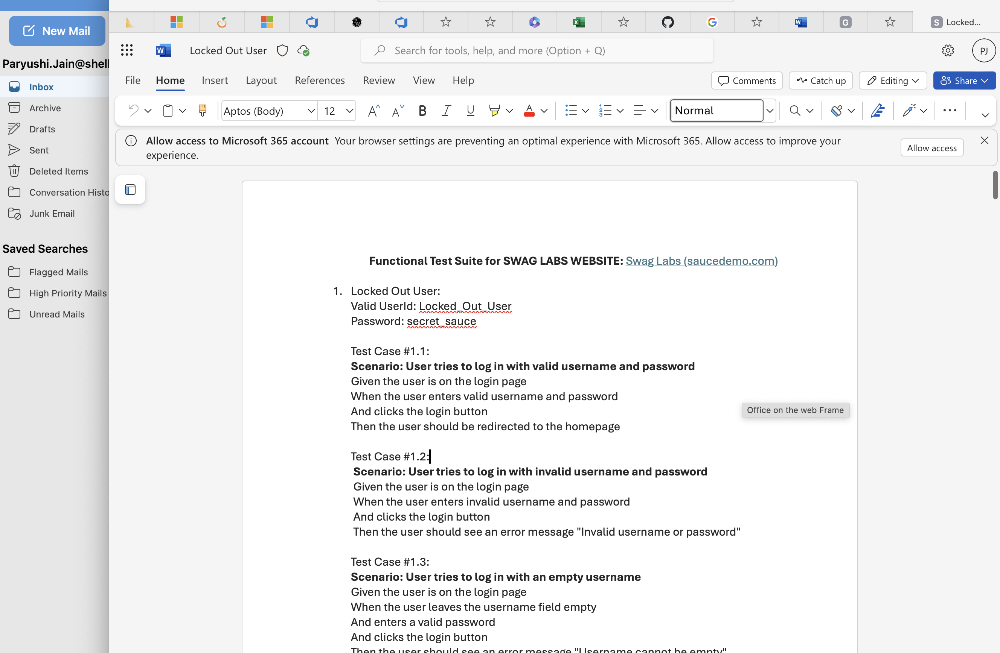 New Mail
Paryushi.Jain@shell
Inbox
Archive
Drafts
Sent
Deleted Items
Conversation Histo
Junk Email
Saved Searches
Flagged Mails
High Priority Mails
Unread Mails
G
S Locked...
W Locked Out User
Search for tools, help, and more (Option + Q)
PJ
File Home Insert Layout References Review View Help
Comments Catch up Editing Share
Aptos (Body) 12 A A B I U A Normal
Allow access to Microsoft 365 account Your browser settings are preventing an optimal experience with Microsoft 365. Allow access to improve your
experience.
Allow access
Functional Test Suite for SWAG LABS WEBSITE: Swag Labs (saucedemo.com)
1. Locked Out User:
Valid UserId: Locked_Out_User
Password: secret_sauce
Test Case #1.1:
Scenario: User tries to log in with valid username and password
Given the user is on the login page
When the user enters valid username and password
And clicks the login button
Then the user should be redirected to the homepage
Office on the web Frame
Test Case #1.2:
Scenario: User tries to log in with invalid username and password
Given the user is on the login page
When the user enters invalid username and password
And clicks the login button
Then the user should see an error message "Invalid username or password"
Test Case #1.3:
Scenario: User tries to log in with an empty username
Given the user is on the login page
When the user leaves the username field empty
And enters a valid password
And clicks the login button
Then the user should see an error message "Username cannot be empty"